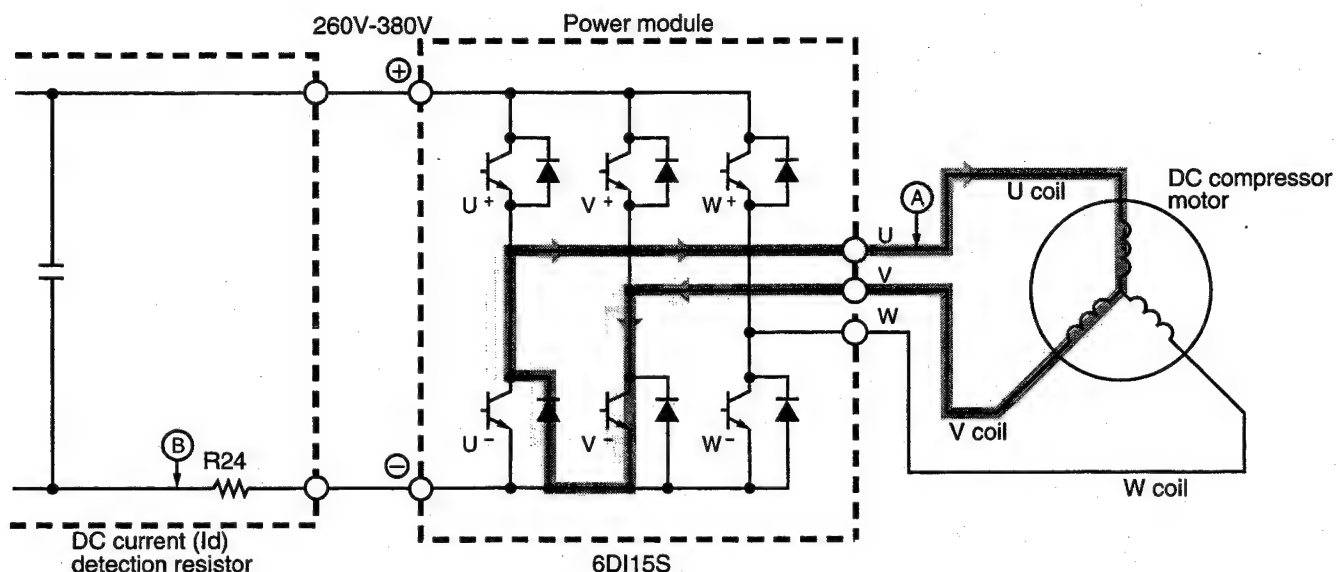 260V-380V
Power module
⊕
U+
V+
W+
A
U coil
DC compressor
motor
U
V
W
B
R24
U-
V-
W-
⊖
V coil
W coil
DC current (Id)
detection resistor
6DI15S